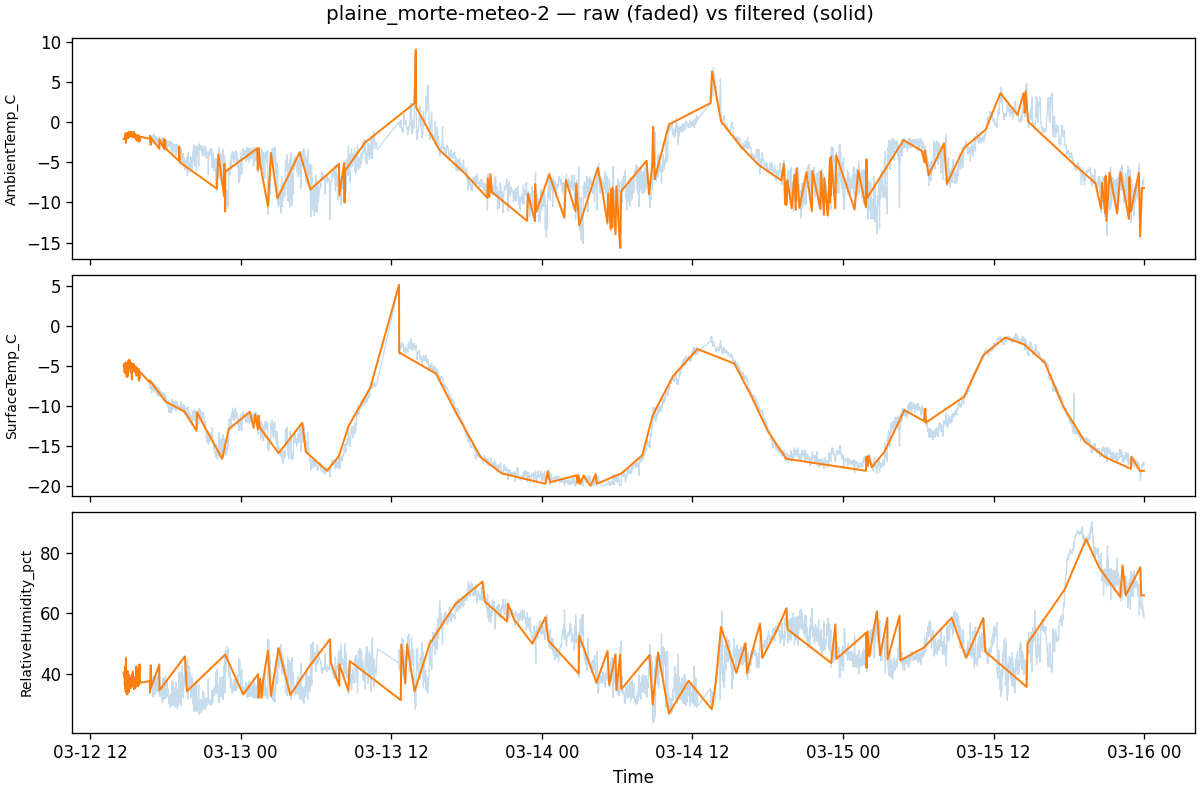 plaine_morte-meteo-2 — raw (faded) vs filtered (solid)
AmbientTemp_C
10
5
0
−5
−10
−15
SurfaceTemp_C
5
0
−5
−10
−15
−20
RelativeHumidity_pct
80
60
40
03-12 12 03-13 00 03-13 12 03-14 00 03-14 12 03-15 00 03-15 12 03-16 00
Time